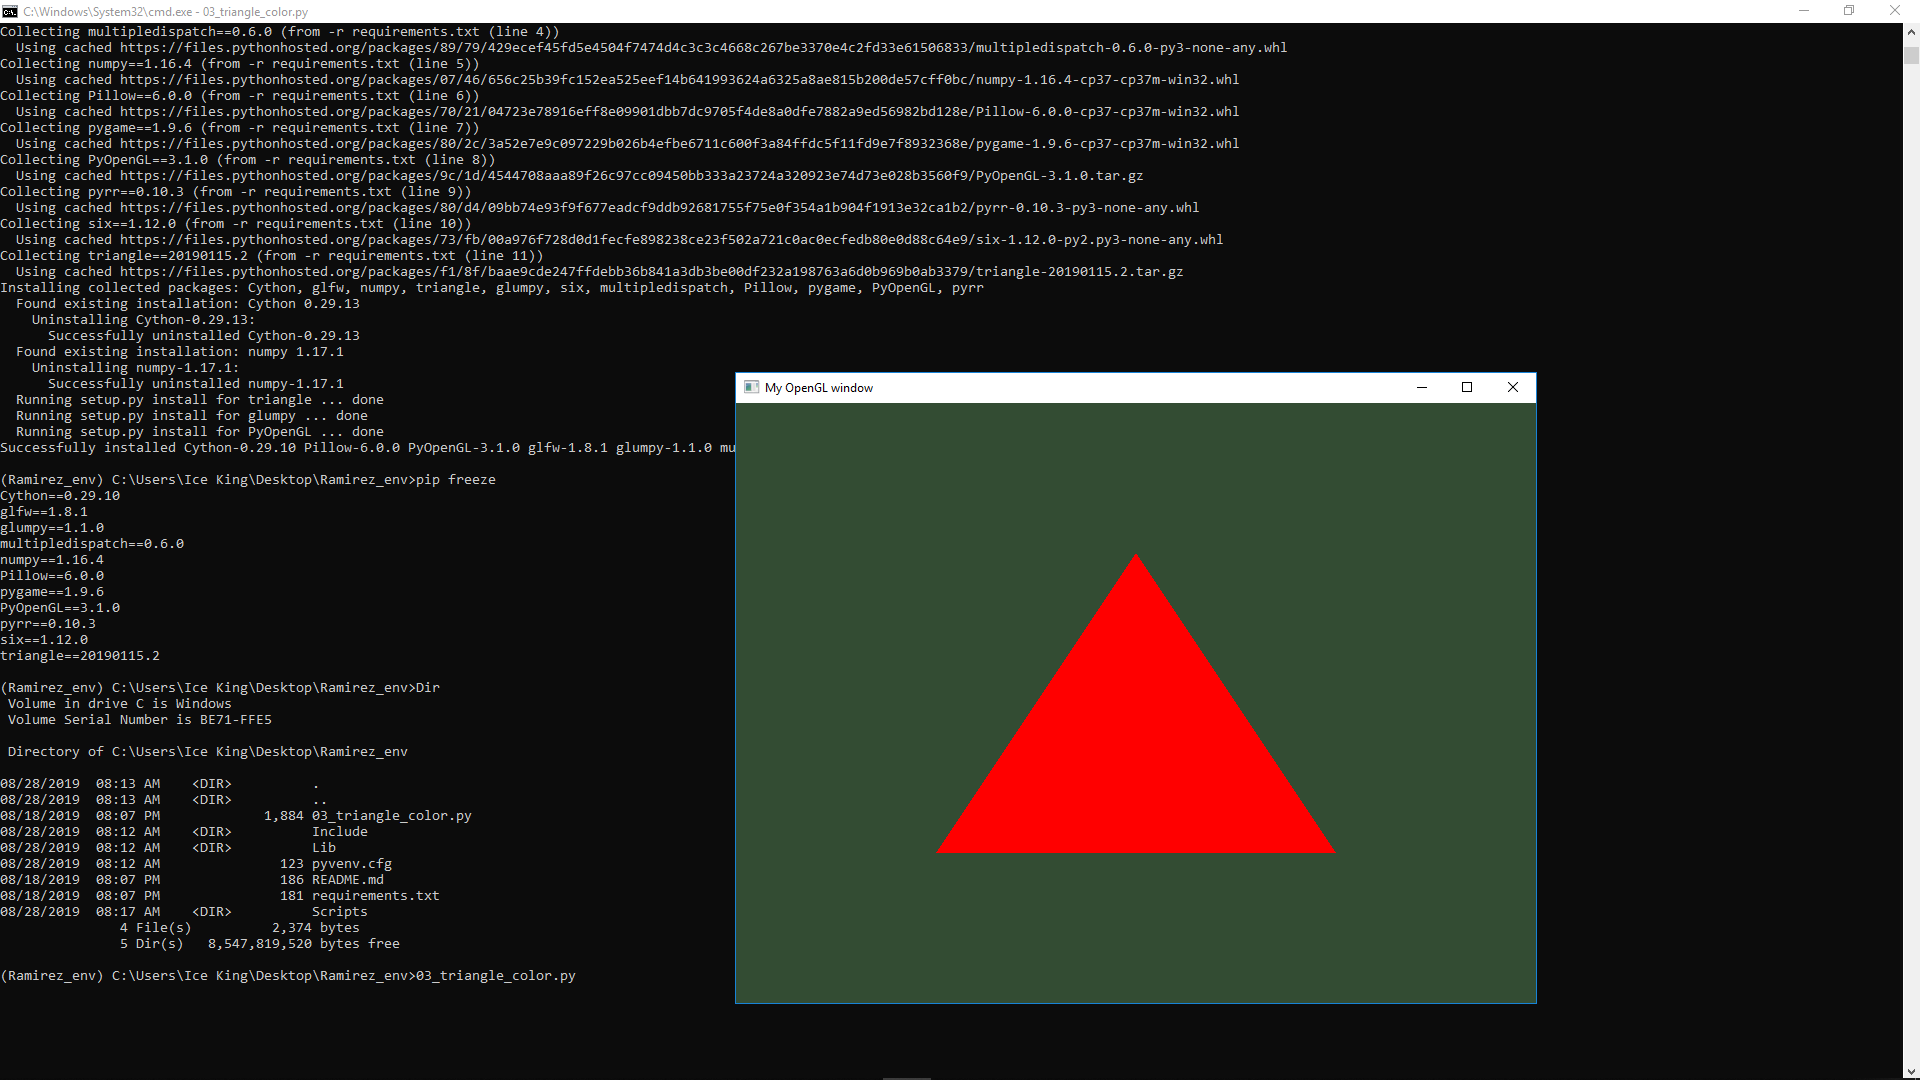 C:\Windows\System32\cmd.exe - 03_triangle_color.py
Collecting multipledispatch==0.6.0 (from -r requirements.txt (line 4))
Using cached https://files.pythonhosted.org/packages/89/79/429ecef45fd5e4504f7474d4c3c3c4668c267be3370e4c2fd33e61506833/multipledispatch-0.6.0-py3-none-any.whl
Collecting numpy==1.16.4 (from -r requirements.txt (line 5))
Using cached https://files.pythonhosted.org/packages/07/46/656c25b39fc152ea525eef14b641993624a6325a8ae815b200de57cff0bc/numpy-1.16.4-cp37-cp37m-win32.whl
Collecting Pillow==6.0.0 (from -r requirements.txt (line 6))
Using cached https://files.pythonhosted.org/packages/70/21/04723e78916eff8e09901dbb7dc9705f4de8a0dfe7882a9ed56982bd128e/Pillow-6.0.0-cp37-cp37m-win32.whl
Collecting pygame==1.9.6 (from -r requirements.txt (line 7))
Using cached https://files.pythonhosted.org/packages/80/2c/3a52e7e9c097229b026b4efbe6711c600f3a84ffdc5f11fd9e7f8932368e/pygame-1.9.6-cp37-cp37m-win32.whl
Collecting PyOpenGL==3.1.0 (from -r requirements.txt (line 8))
Using cached https://files.pythonhosted.org/packages/9c/1d/4544708aaa89f26c97cc09450bb333a23724a320923e74d73e028b3560f9/PyOpenGL-3.1.0.tar.gz
Collecting pyrr==0.10.3 (from -r requirements.txt (line 9))
Using cached https://files.pythonhosted.org/packages/80/d4/09bb74e93f9f677eadcf9ddb92681755f75e0f354a1b904f1913e32ca1b2/pyrr-0.10.3-py3-none-any.whl
Collecting six==1.12.0 (from -r requirements.txt (line 10))
Using cached https://files.pythonhosted.org/packages/73/fb/00a976f728d0d1fecfe898238ce23f502a721c0ac0ecfedb80e0d88c64e9/six-1.12.0-py2.py3-none-any.whl
Collecting triangle==20190115.2 (from -r requirements.txt (line 11))
Using cached https://files.pythonhosted.org/packages/f1/8f/baae9cde247ffdebb36b841a3db3be00df232a198763a6d0b969b0ab3379/triangle-20190115.2.tar.gz
Installing collected packages: Cython, glfw, numpy, triangle, glumpy, six, multipledispatch, Pillow, pygame, PyOpenGL, pyrr
Found existing installation: Cython 0.29.13
Uninstalling Cython-0.29.13:
Successfully uninstalled Cython-0.29.13
Found existing installation: numpy 1.17.1
Uninstalling numpy-1.17.1:
Successfully uninstalled numpy-1.17.1
Running setup.py install for triangle ... done
Running setup.py install for glumpy ... done
Running setup.py install for PyOpenGL ... done
Successfully installed Cython-0.29.10 Pillow-6.0.0 PyOpenGL-3.1.0 glfw-1.8.1 glumpy-1.1.0 mu
(Ramirez_env) C:\Users\Ice King\Desktop\Ramirez_env>pip freeze
Cython==0.29.10
glfw==1.8.1
glumpy==1.1.0
multipledispatch==0.6.0
numpy==1.16.4
Pillow==6.0.0
pygame==1.9.6
PyOpenGL==3.1.0
pyrr==0.10.3
six==1.12.0
triangle==20190115.2
(Ramirez_env) C:\Users\Ice King\Desktop\Ramirez_env>Dir
Volume in drive C is Windows
Volume Serial Number is BE71-FFE5
Directory of C:\Users\Ice King\Desktop\Ramirez_env
08/28/2019 08:13 AM <DIR> .
08/28/2019 08:13 AM <DIR> ..
08/18/2019 08:07 PM 1,884 03_triangle_color.py
08/28/2019 08:12 AM <DIR> Include
08/28/2019 08:12 AM <DIR> Lib
08/28/2019 08:12 AM 123 pyvenv.cfg
08/18/2019 08:07 PM 186 README.md
08/18/2019 08:07 PM 181 requirements.txt
08/28/2019 08:17 AM <DIR> Scripts
4 File(s) 2,374 bytes
5 Dir(s) 8,547,819,520 bytes free
(Ramirez_env) C:\Users\Ice King\Desktop\Ramirez_env>03_triangle_color.py
My OpenGL window